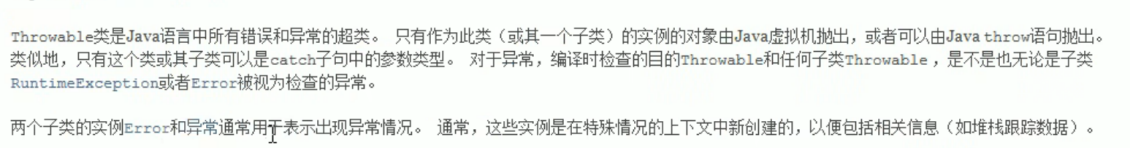 Throwable类是Java语言中所有错误和异常的超类。 只有作为此类（或其一个子类）的实例的对象由Java虚拟机抛出，或者可以由Java throw语句抛出。
类似地，只有这个类或其子类可以是catch子句中的参数类型。 对于异常，编译时检查的目的Throwable和任何子类Throwable ，是不是也无论是子类
RuntimeException或者Error被视为检查的异常。
两个子类的实例Error和异常通常用于表示出现异常情况。 通常，这些实例是在特殊情况的上下文中新创建的，以便包括相关信息（如堆栈跟踪数据）。